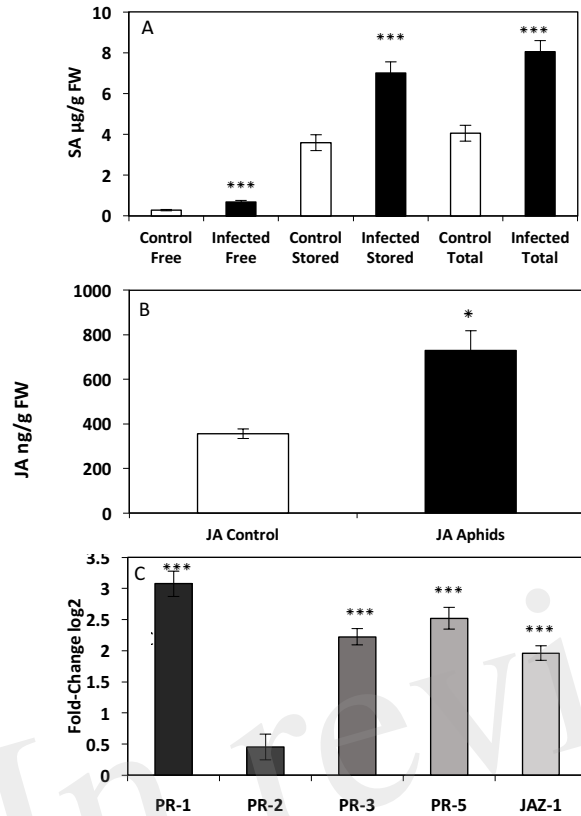 A
10
8
6
4
2
0
SA µg/g FW
***
***
***
Control Free
Infected Free
Control Stored
Infected Stored
Control Total
Infected Total
B
1000
800
600
400
200
0
JA ng/g FW
*
JA Control
JA Aphids
C
3.5
3
2.5
2
1.5
1
0.5
0
Fold-Change log2
***
***
***
***
PR-1
PR-2
PR-3
PR-5
JAZ-1
In revi